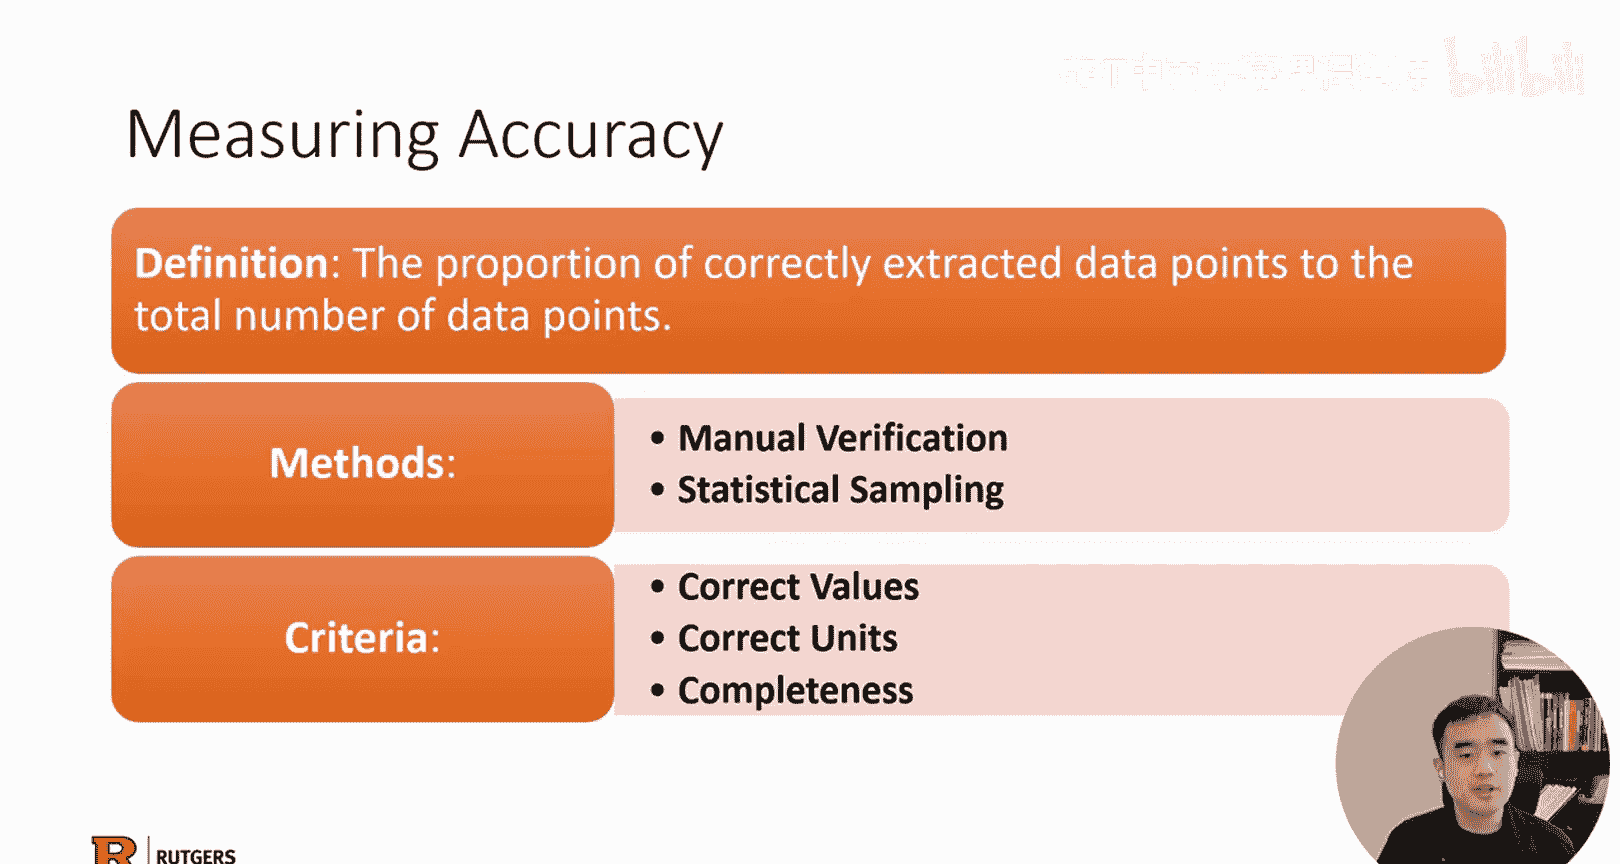 bilibili
Measuring Accuracy
Definition: The proportion of correctly extracted data points to the
total number of data points.
Methods:
• Manual Verification
• Statistical Sampling
Criteria:
• Correct Values
• Correct Units
• Completeness
R RUTGERS